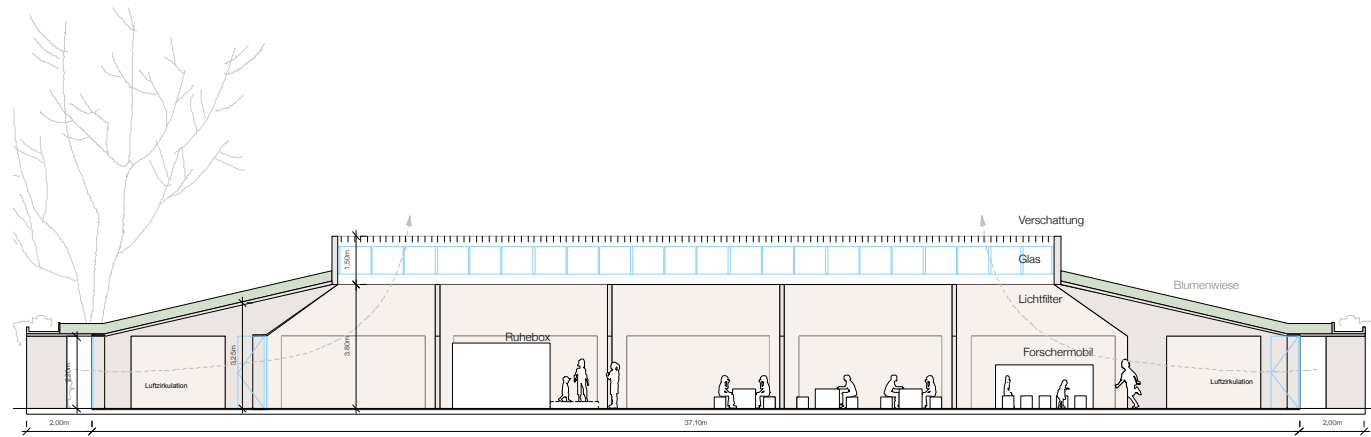 Verschattung
1,50m
Glas
Blumenwiese
Lichtfilter
Ruhebox
3,80m
3,25m
Forschermobil
Luftzirkulation
Luftzirkulation
2,00m
37,10m
2,00m